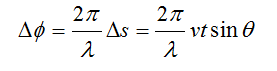 Δϕ = 2π/λ Δs = 2π/λ vt sin θ